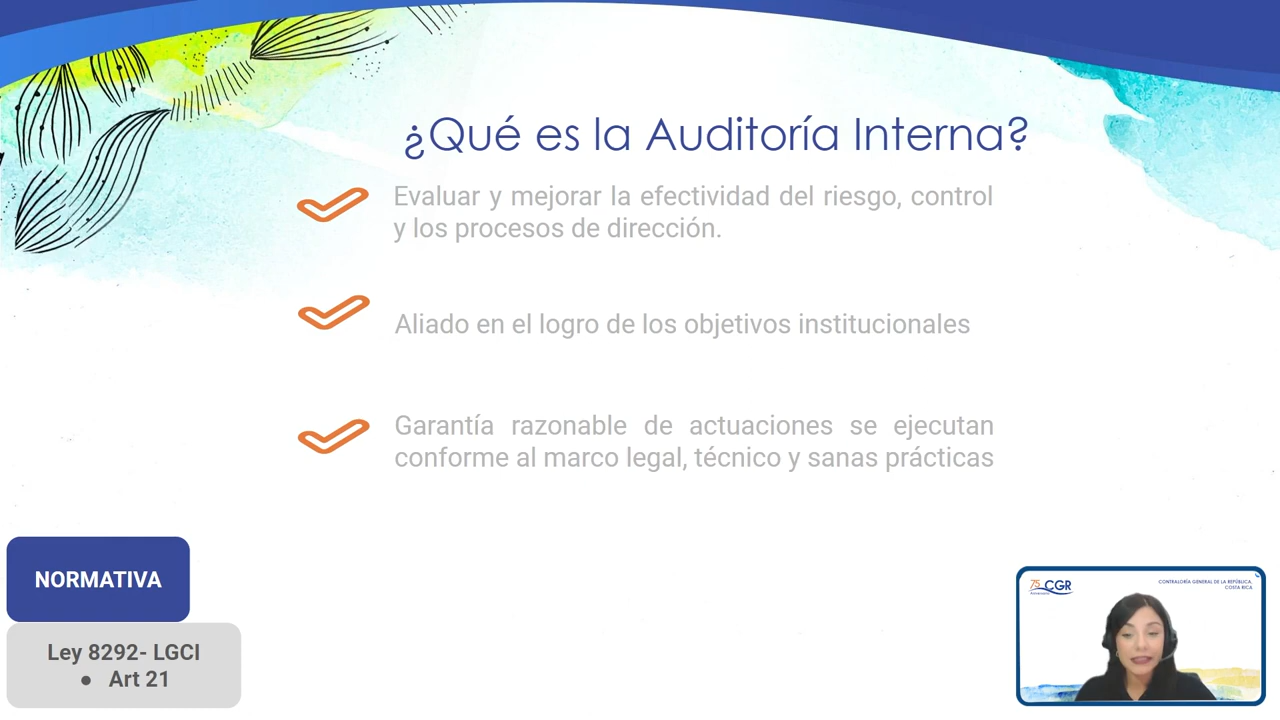 ¿Qué es la Auditoría Interna?
Evaluar y mejorar la efectividad del riesgo, control
y los procesos de dirección.
Aliado en el logro de los objetivos institucionales
Garantía razonable de actuaciones se ejecutan
conforme al marco legal, técnico y sanas prácticas
NORMATIVA
Ley 8292- LGCI
● Art 21
75 CGR
CONTRALORÍA GENERAL DE LA REPÚBLICA,
COSTA RICA